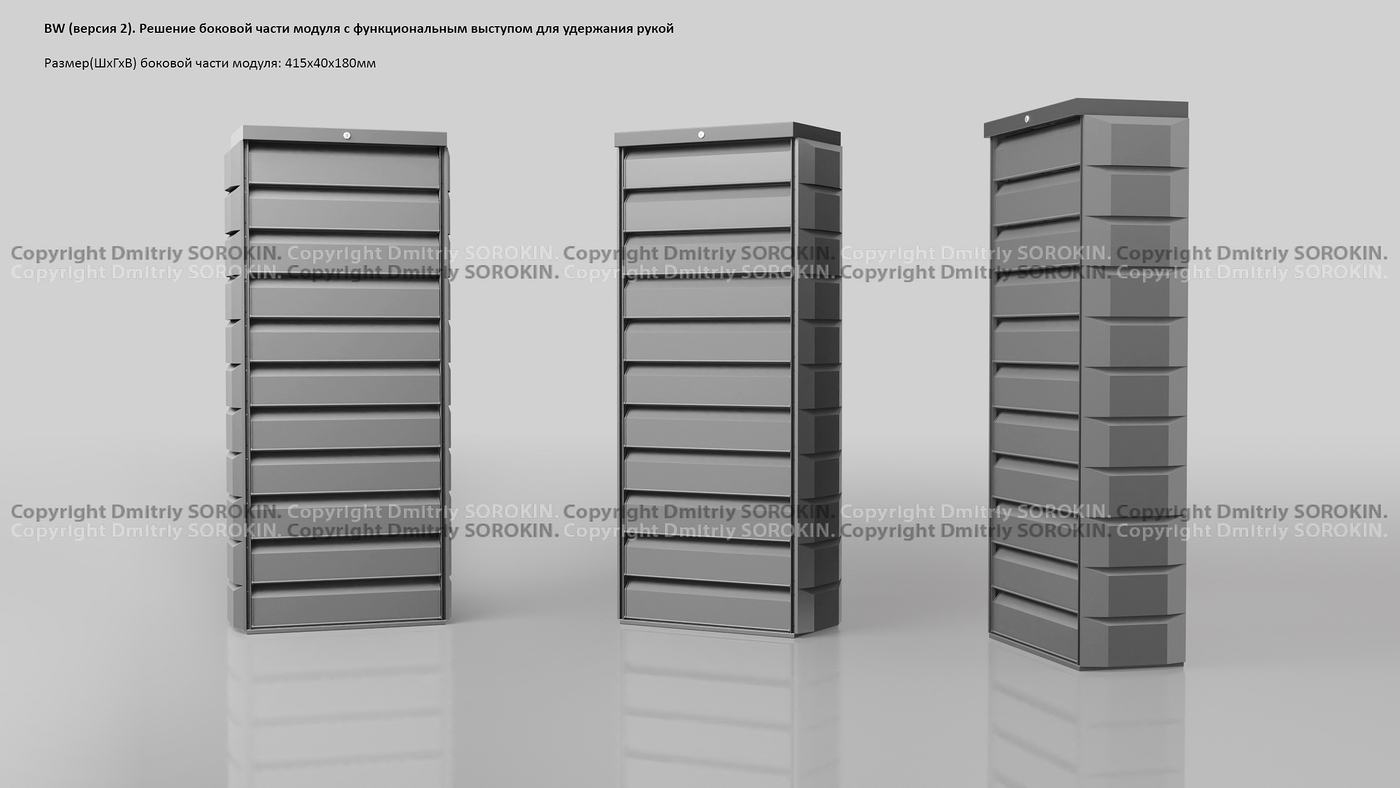 BW (версия 2). Решение боковой части модуля с функциональным выступом для удержания рукой
Размер(ШхГхВ) боковой части модуля: 415х40х180мм
Copyright Dmitriy SOROKIN. Copyright Dmitriy SOROKIN. Copyright Dmitriy SOROKIN. Copyright Dmitriy SOROKIN. Copyright Dmitriy SOROKIN.
Copyright Dmitriy SOROKIN. Copyright Dmitriy SOROKIN. Copyright Dmitriy SOROKIN. Copyright Dmitriy SOROKIN. Copyright Dmitriy SOROKIN.
Copyright Dmitriy SOROKIN. Copyright Dmitriy SOROKIN. Copyright Dmitriy SOROKIN. Copyright Dmitriy SOROKIN. Copyright Dmitriy SOROKIN.
Copyright Dmitriy SOROKIN. Copyright Dmitriy SOROKIN. Copyright Dmitriy SOROKIN. Copyright Dmitriy SOROKIN. Copyright Dmitriy SOROKIN.